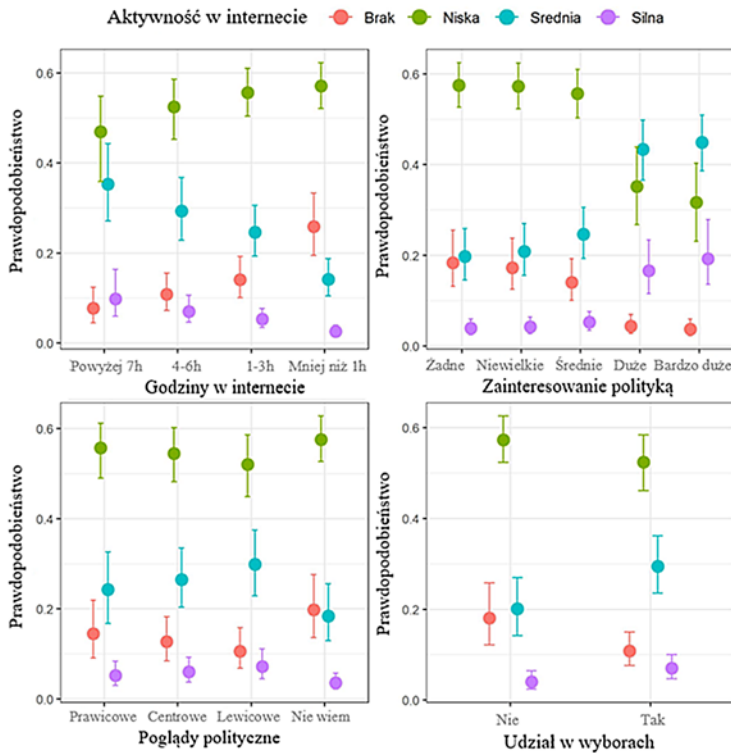 Aktywność w internecie Brak Niska Srednia Silna
Prawdopodobieństwo
0.6
0.4
0.2
0.0
Powyżej 7h 4-6h 1-3h Mniej niż 1h
Godziny w internecie
Prawdopodobieństwo
0.6
0.4
0.2
0.0
Żadne Niewielkie Średnie Duże Bardzo duże
Zainteresowanie polityką
Prawdopodobieństwo
0.6
0.4
0.2
0.0
Prawicowe Centrowe Lewicowe Nie wiem
Poglądy polityczne
Prawdopodobieństwo
0.6
0.4
0.2
0.0
Nie Tak
Udział w wyborach